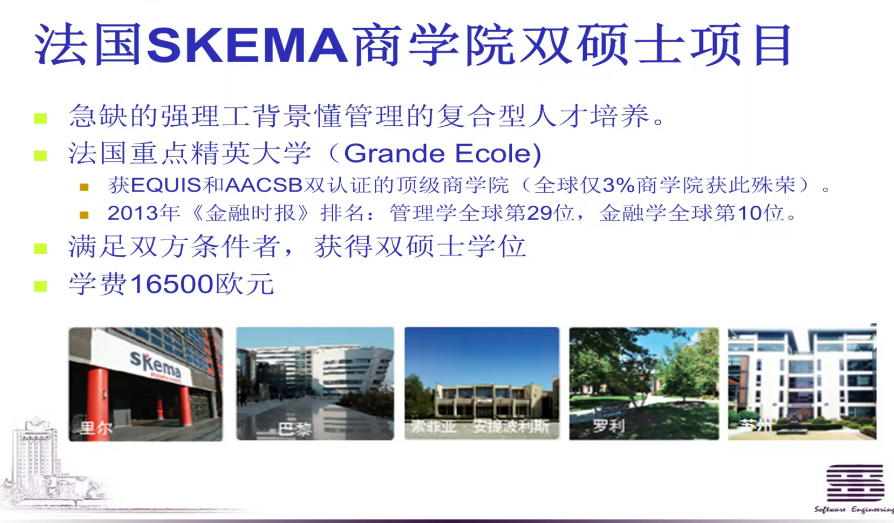 法国SKEMA商学院双硕士项目
急缺的强理工背景懂管理的复合型人才培养。
法国重点精英大学（Grande Ecole)
获EQUIS和AACSB双认证的顶级商学院（全球仅3%商学院获此殊荣）。
2013年《金融时报》排名：管理学全球第29位，金融学全球第10位。
满足双方条件者，获得双硕士学位
学费16500欧元
skema
里尔
巴黎
索菲亚·安提波利斯
罗利
苏州
Software Engineering